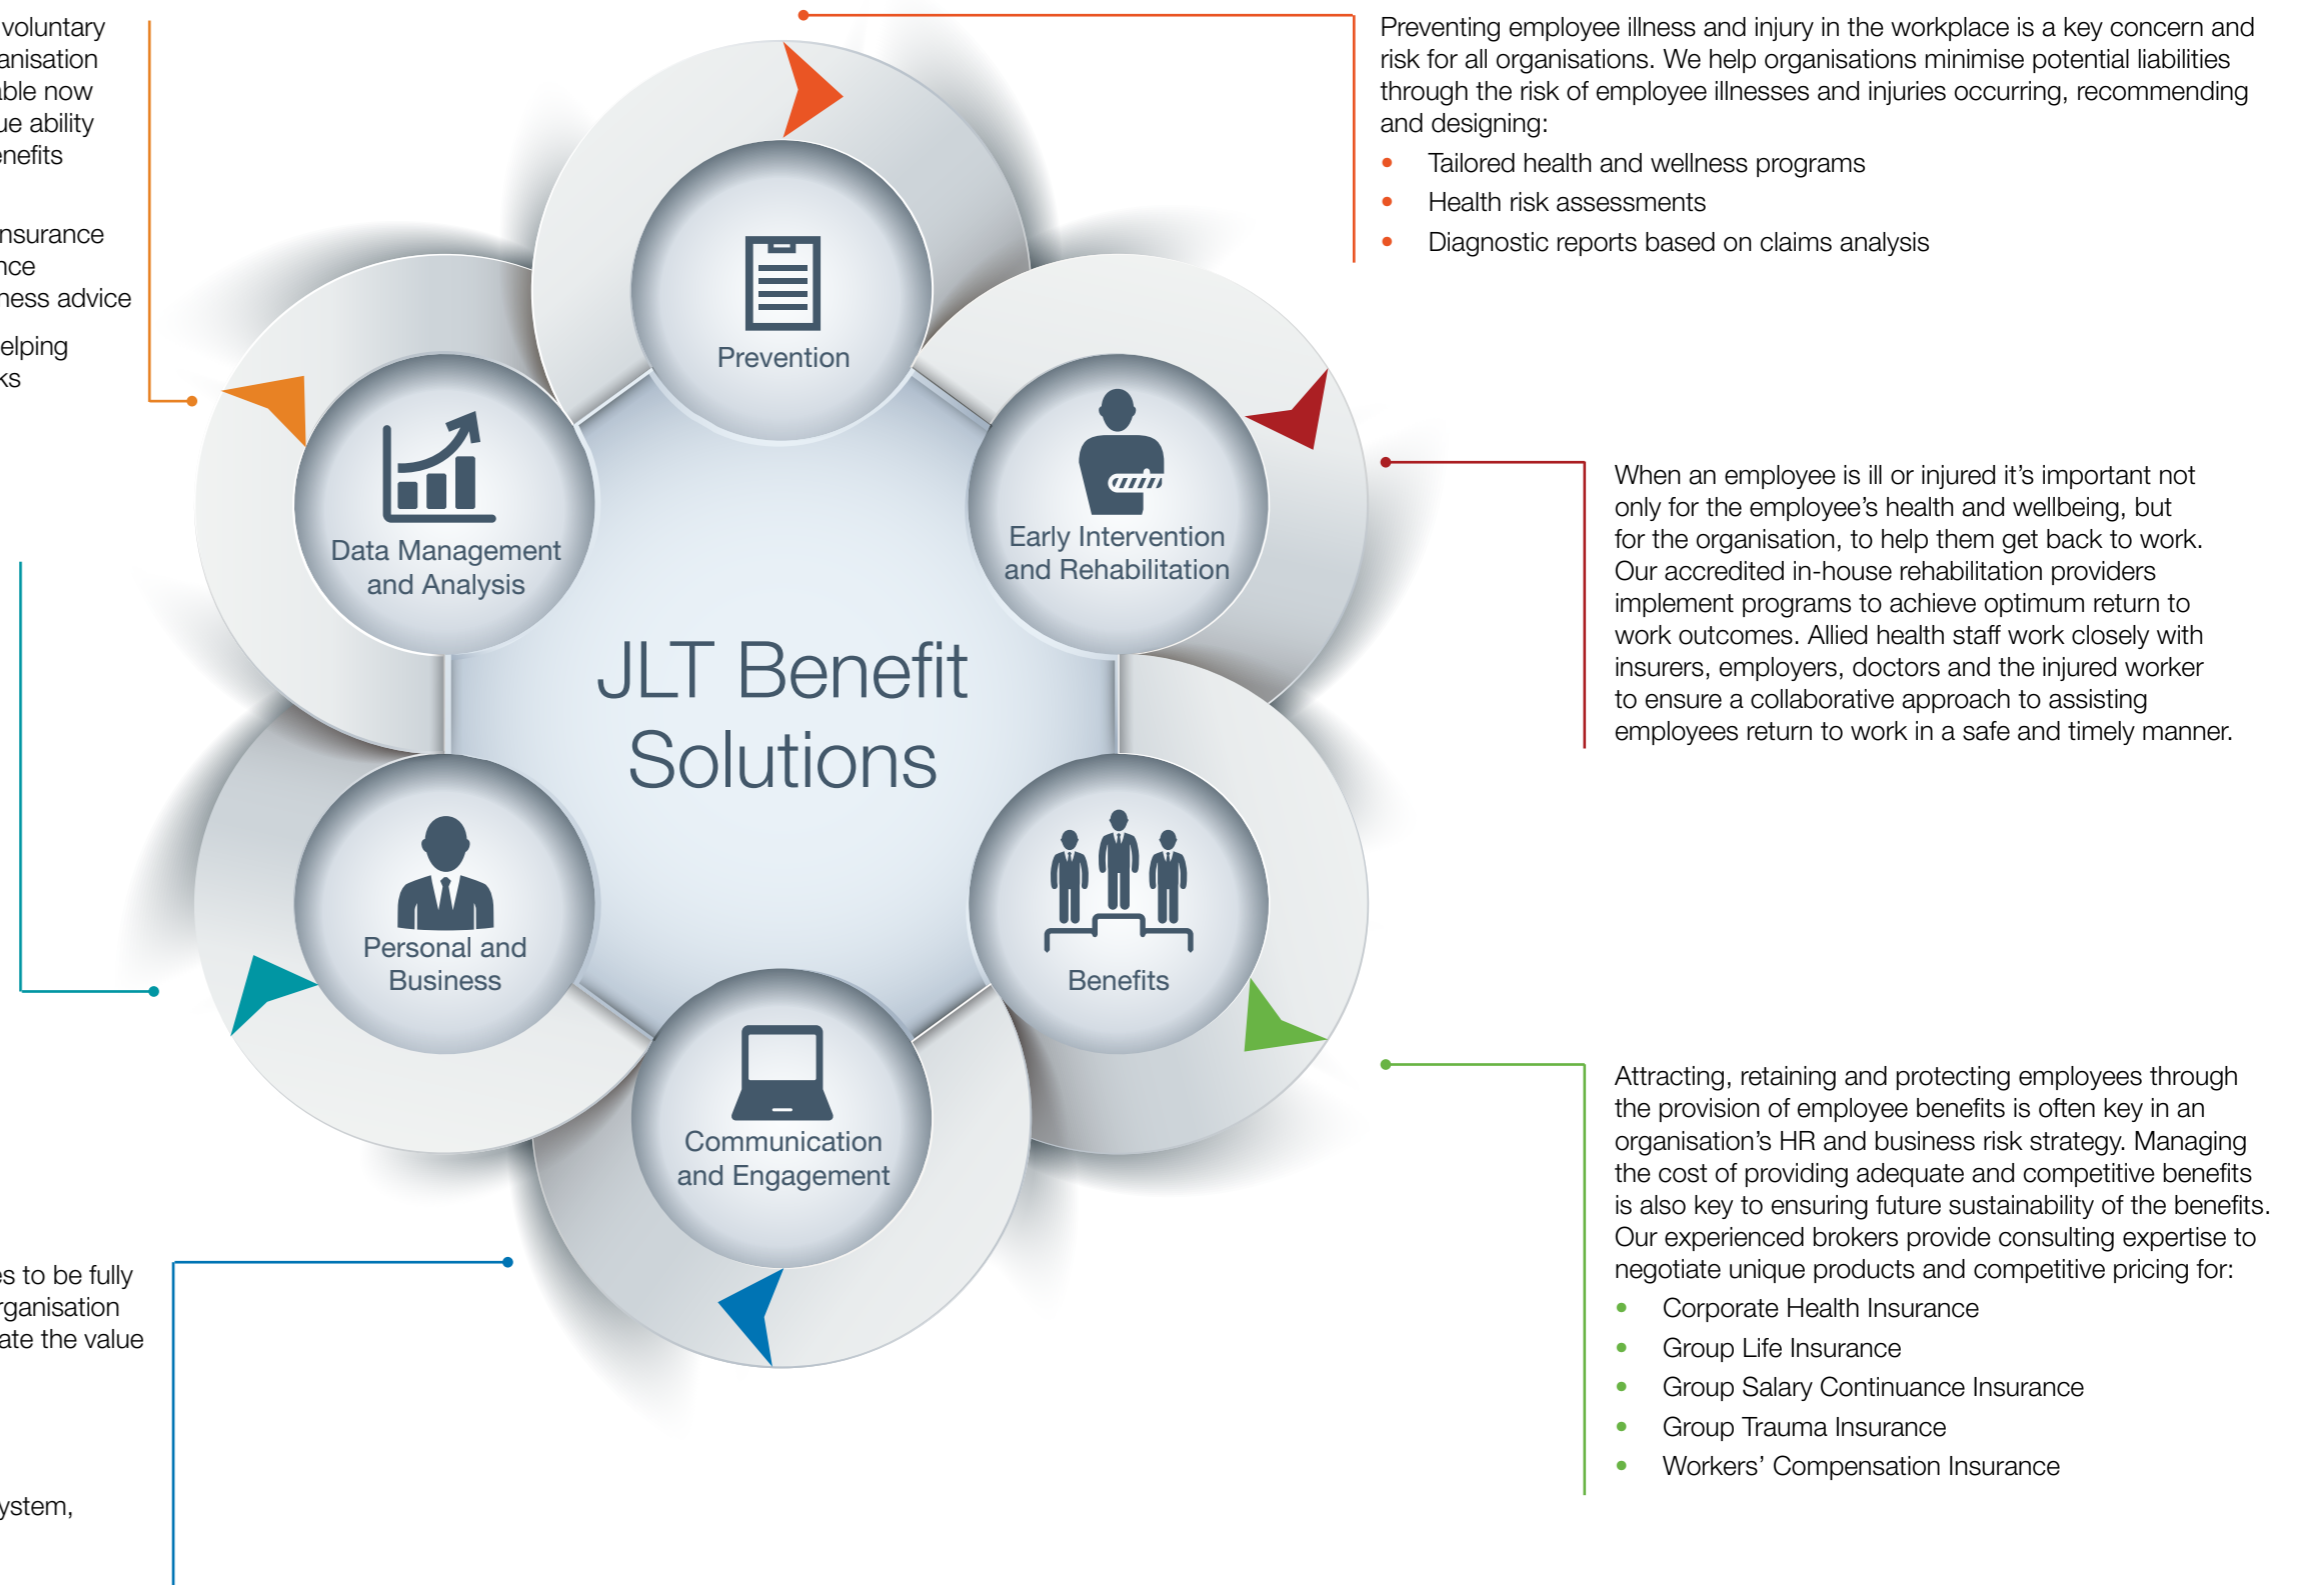 voluntary
able now
ability
nsurance
ness advice
Preventing employee illness and injury in the workplace is a key concern and
risk for all organisations. We help organisations minimise potential liabilities
through the risk of employee illnesses and injuries occurring, recommending
and designing:
• Tailored health and wellness programs
• Health risk assessments
• Diagnostic reports based on claims analysis
Prevention
Data Management
and Analysis
Early Intervention
and Rehabilitation
When an employee is ill or injured it’s important not
only for the employee’s health and wellbeing, but
for the organisation, to help them get back to work.
Our accredited in-house rehabilitation providers
implement programs to achieve optimum return to
work outcomes. Allied health staff work closely with
insurers, employers, doctors and the injured worker
to ensure a collaborative approach to assisting
employees return to work in a safe and timely manner.
JLT Benefit
Solutions
Personal and
Business
Benefits
Communication
and Engagement
Attracting, retaining and protecting employees through
the provision of employee benefits is often key in an
organisation’s HR and business risk strategy. Managing
the cost of providing adequate and competitive benefits
is also key to ensuring future sustainability of the benefits.
Our experienced brokers provide consulting expertise to
negotiate unique products and competitive pricing for:
• Corporate Health Insurance
• Group Life Insurance
• Group Salary Continuance Insurance
• Group Trauma Insurance
• Workers’ Compensation Insurance
to be fully
rganisation
ate the value
ystem,